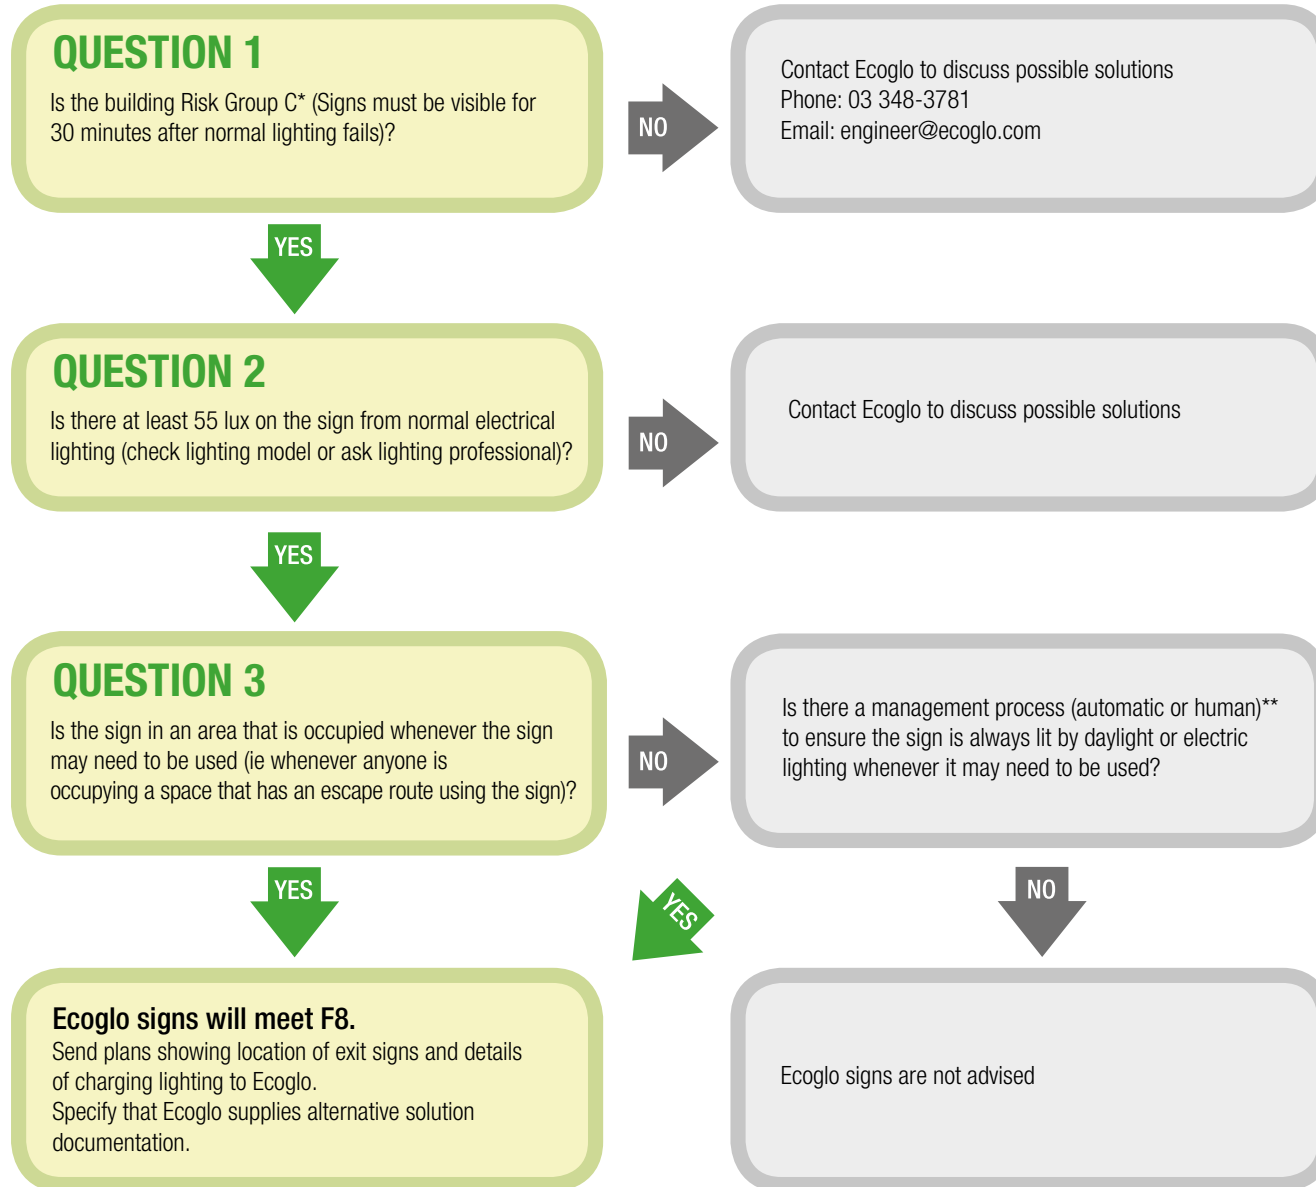 QUESTION 1
Is the building Risk Group C* (Signs must be visible for
30 minutes after normal lighting fails)?
NO
Contact Ecoglo to discuss possible solutions
Phone: 03 348-3781
Email: engineer@ecoglo.com
YES
QUESTION 2
Is there at least 55 lux on the sign from normal electrical
lighting (check lighting model or ask lighting professional)?
NO
Contact Ecoglo to discuss possible solutions
YES
QUESTION 3
Is the sign in an area that is occupied whenever the sign
may need to be used (ie whenever anyone is
occupying a space that has an escape route using the sign)?
NO
Is there a management process (automatic or human)**
to ensure the sign is always lit by daylight or electric
lighting whenever it may need to be used?
YES
YES
NO
Ecoglo signs will meet F8.
Send plans showing location of exit signs and details
of charging lighting to Ecoglo.
Specify that Ecoglo supplies alternative solution
documentation.
Ecoglo signs are not advised